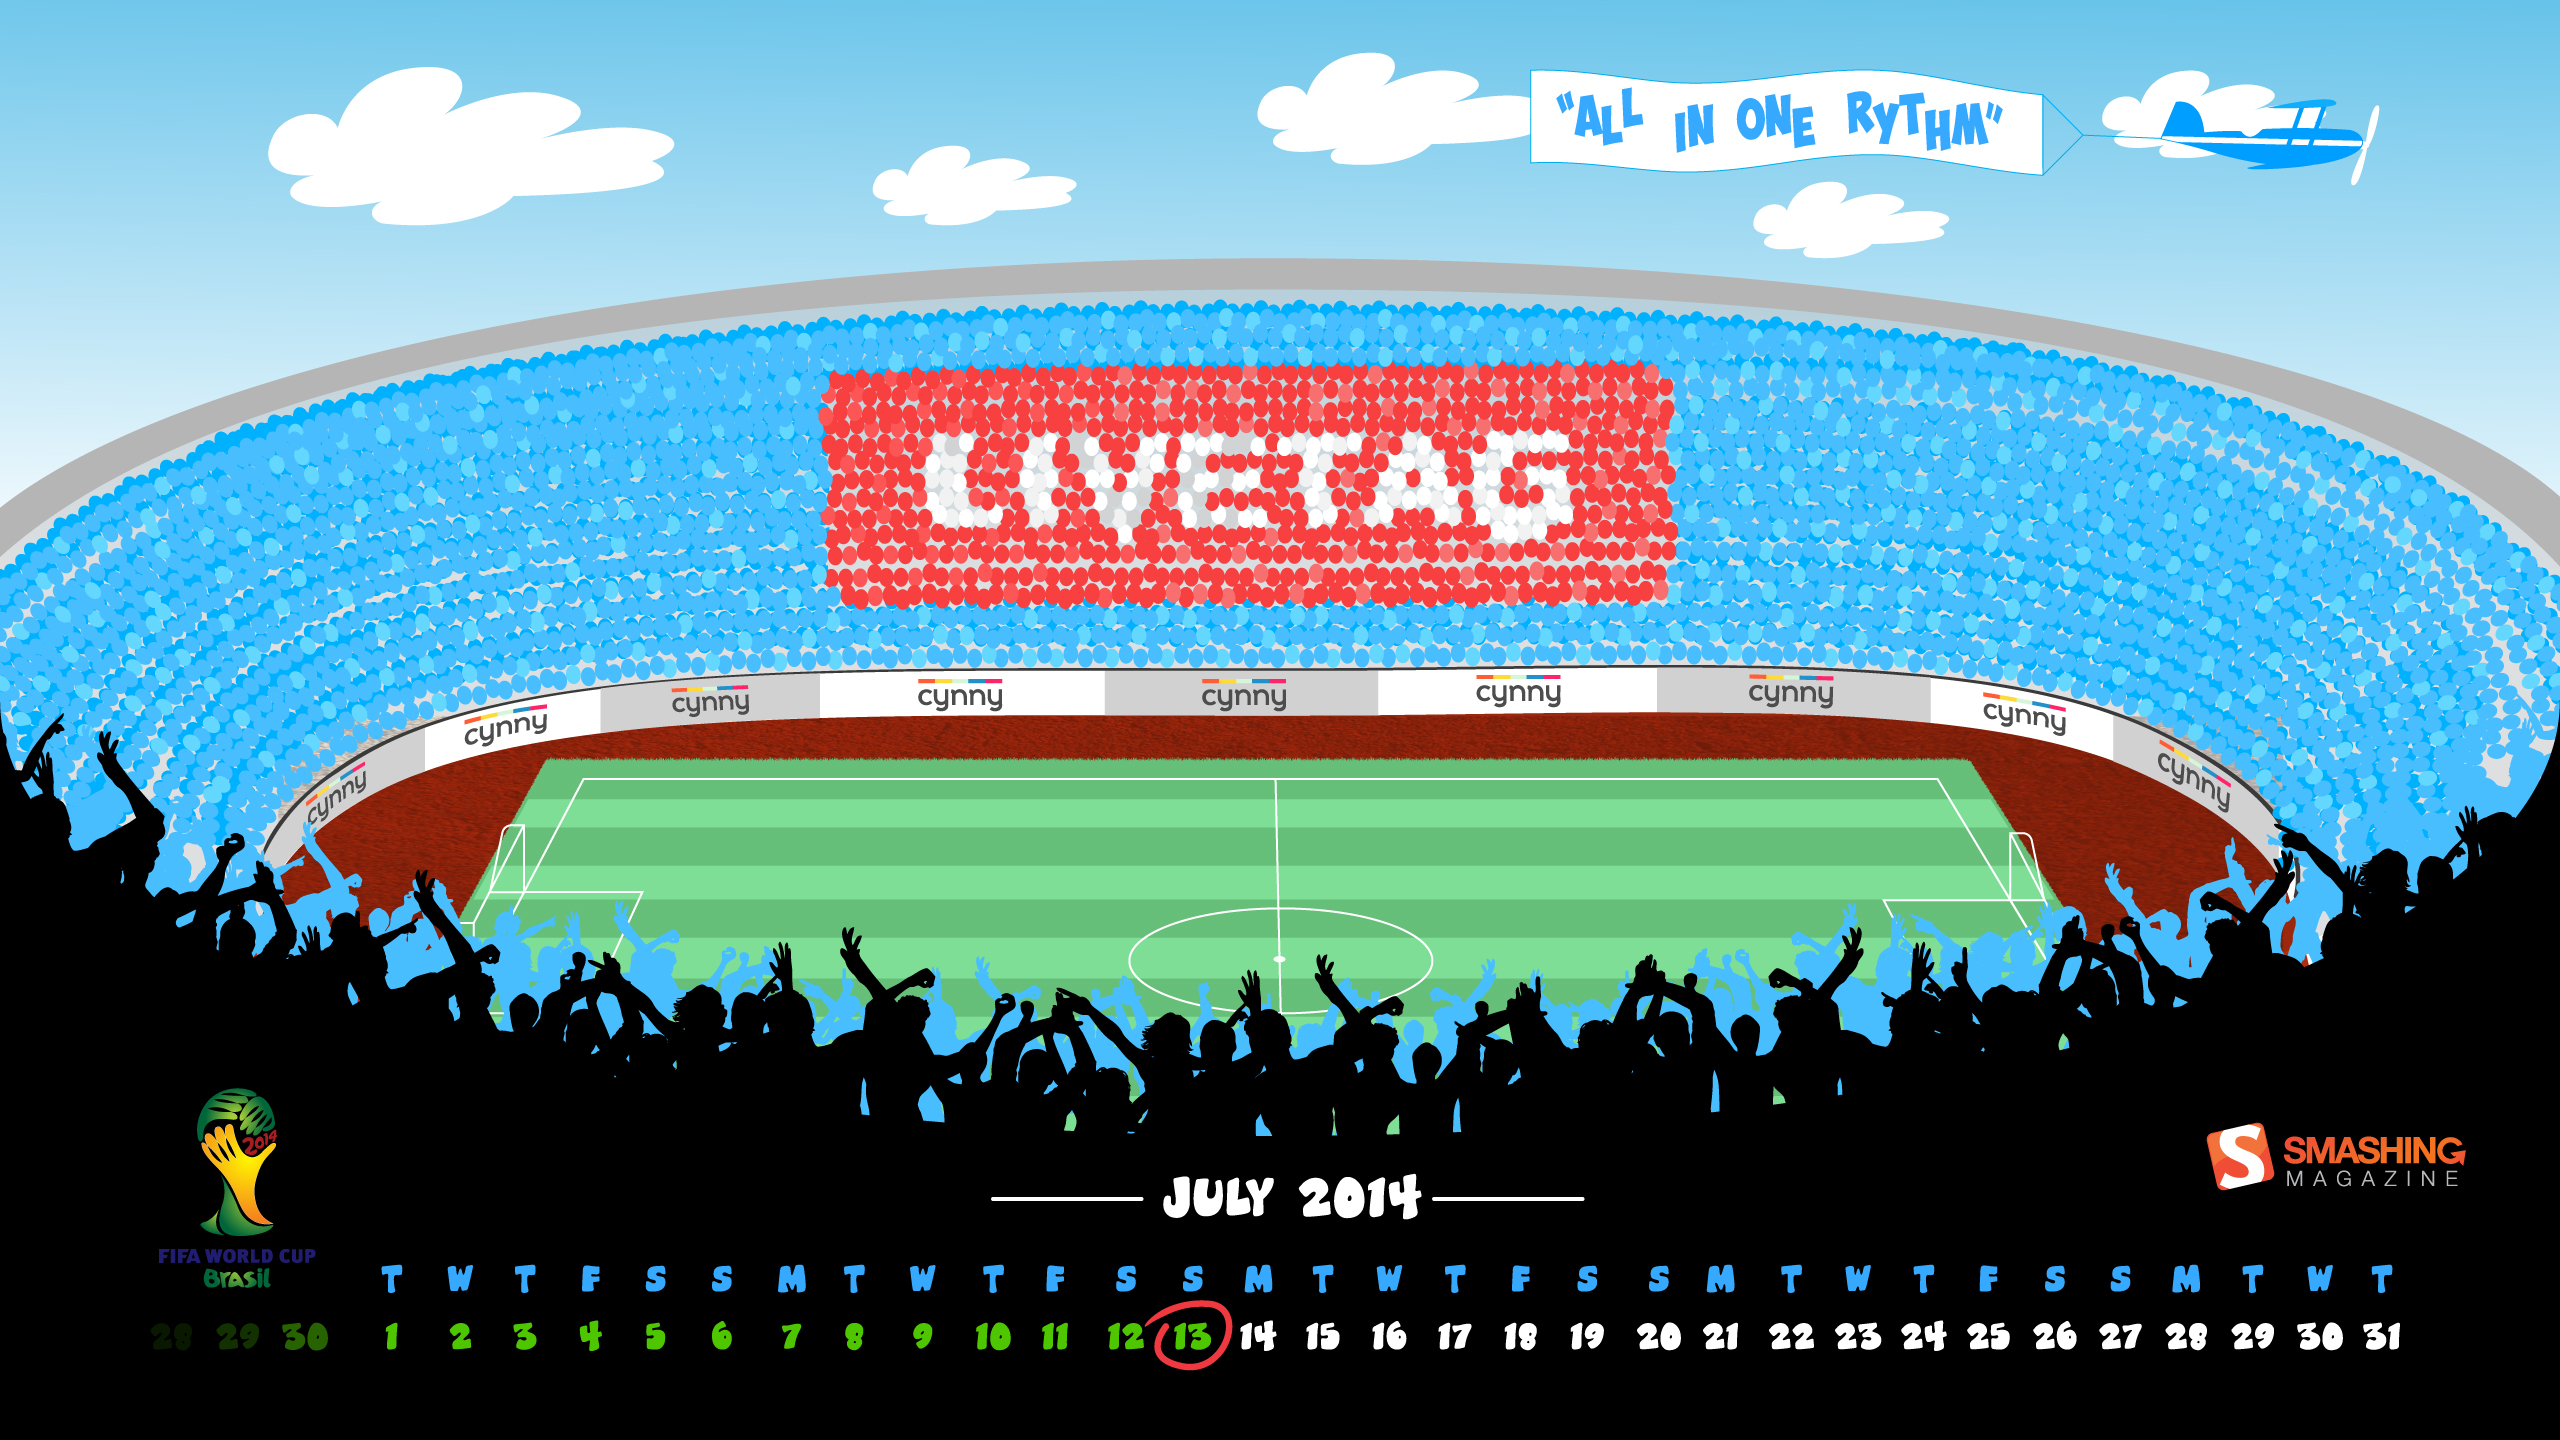 "ALL IN ONE RYTHM"
LIVETAG
cynny
cynny
cynny
cynny
cynny
cynny
cynny
cynny
cynny
2014
FIFA WORLD CUP
Brasil
S SMASHING
MAGAZINE
JULY 2014
T W T F S S M T W T F S S M T W T F S S M T W T F S S M T W T
28 29 30 1 2 3 4 5 6 7 8 9 10 11 12 13 14 15 16 17 18 19 20 21 22 23 24 25 26 27 28 29 30 31